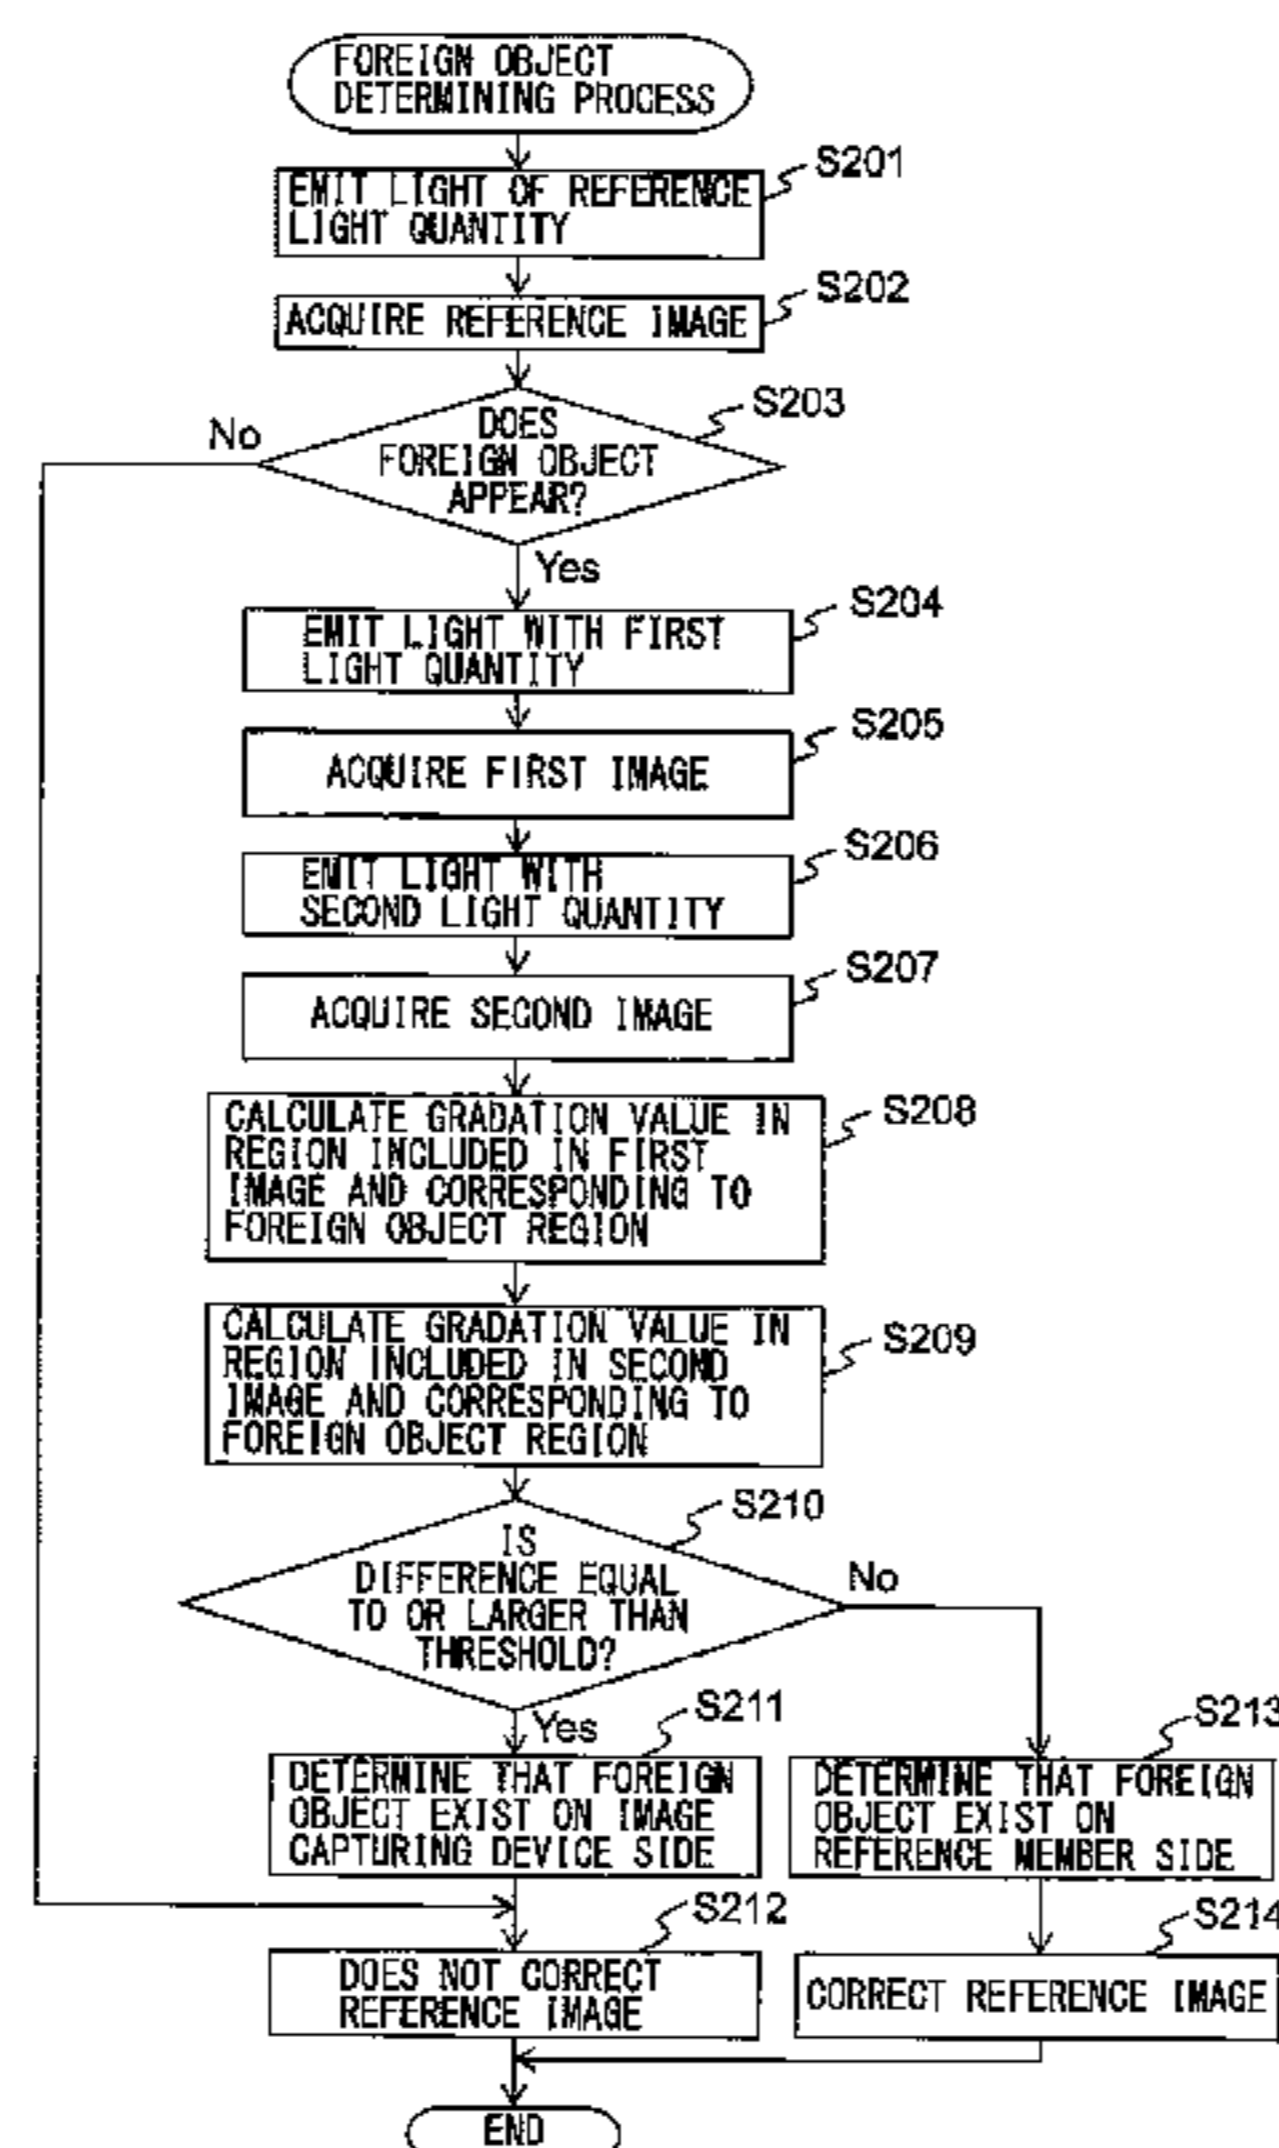 FOREIGN OBJECT
DETERMINING PROCESS
S201
EMIT LIGHT OF REFERENCE
LIGHT QUANTITY
S202
ACQUIRE REFERENCE IMAGE
S203
No
DOES
FOREIGN OBJECT
APPEAR?
Yes
S204
EMIT LIGHT WITH FIRST
LIGHT QUANTITY
S205
ACQUIRE FIRST IMAGE
S206
EMIT LIGHT WITH
SECOND LIGHT QUANTITY
S207
ACQUIRE SECOND IMAGE
S208
CALCULATE GRADATION VALUE IN
REGION INCLUDED IN FIRST
IMAGE AND CORRESPONDING TO
FOREIGN OBJECT REGION
S209
CALCULATE GRADATION VALUE IN
REGION INCLUDED IN SECOND
IMAGE AND CORRESPONDING TO
FOREIGN OBJECT REGION
S210
IS
DIFFERENCE EQUAL
TO OR LARGER THAN
THRESHOLD?
No
Yes
S211
DETERMINE THAT FOREIGN
OBJECT EXIST ON IMAGE
CAPTURING DEVICE SIDE
S213
DETERMINE THAT FOREIGN
OBJECT EXIST ON
REFERENCE MEMBER SIDE
S212
DOES NOT CORRECT
REFERENCE IMAGE
S214
CORRECT REFERENCE IMAGE
END